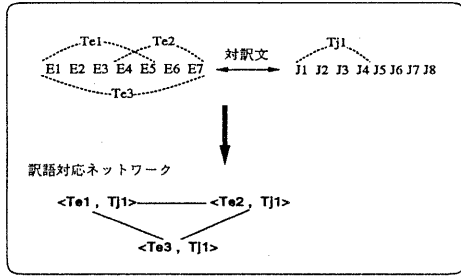 Te1 Te2 対訳文 Tj1
E1 E2 E3 E4 E5 E6 E7 J1 J2 J3 J4 J5 J6 J7 J8
Te3
訳語対応ネットワーク
<Te1 , Tj1> <Te2 , Tj1>
<Te3 , Tj1>